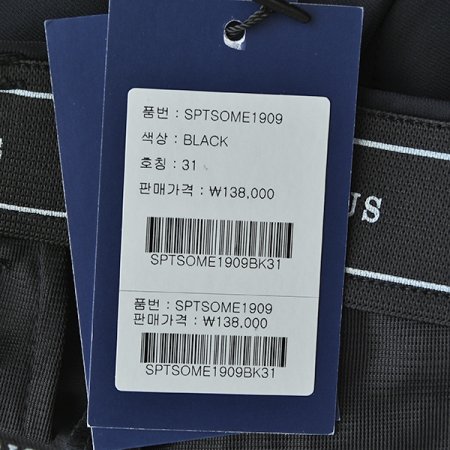 품번 : SPTSOME1909
색상 : BLACK
호칭 : 31
판매가격 : ₩138,000
SPTSOME1909BK31
품번 : SPTSOME1909
판매가격 : ₩138,000
SPTSOME1909BK31
US